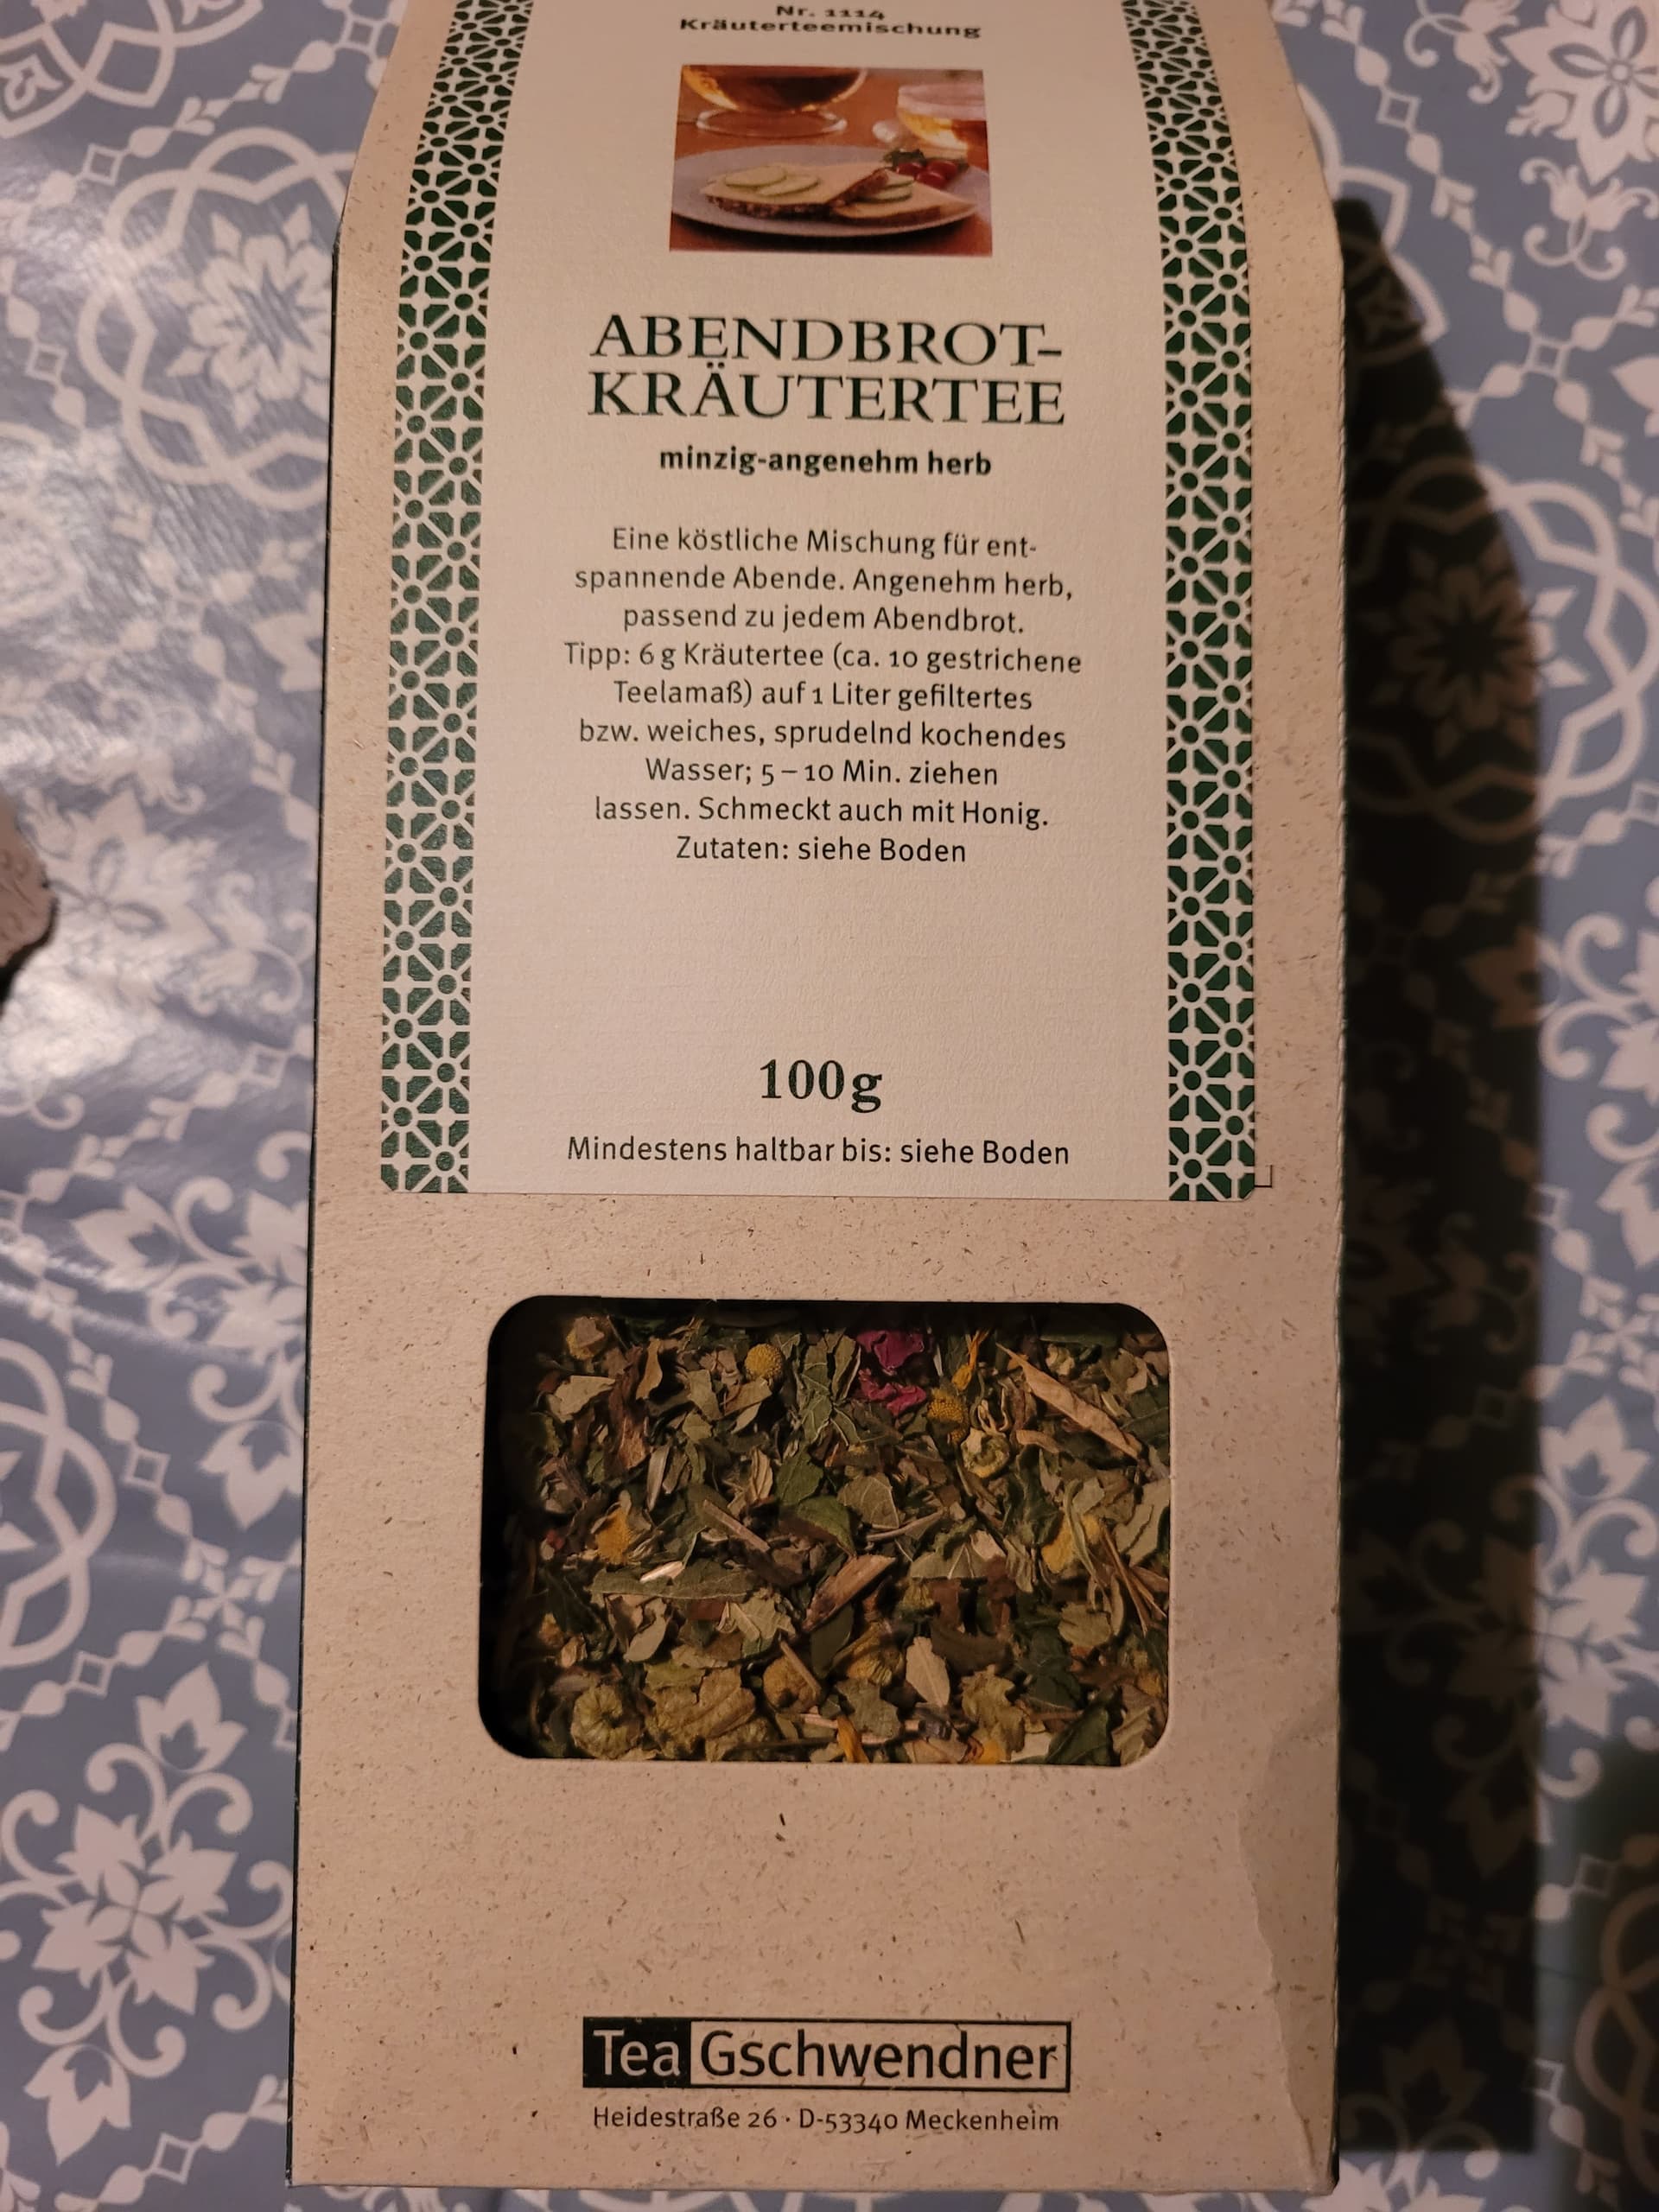 Nr. 1114
Kräuterteemischung
ABENDBROT-
KRÄUTERTEE
minzig-angenehm herb
Eine köstliche Mischung für ent-
spannende Abende. Angenehm herb,
passend zu jedem Abendbrot.
Tipp: 6 g Kräutertee (ca. 10 gestrichene
Teelamaß) auf 1 Liter gefiltertes
bzw. weiches, sprudelnd kochendes
Wasser; 5 – 10 Min. ziehen
lassen. Schmeckt auch mit Honig.
Zutaten: siehe Boden
100g
Mindestens haltbar bis: siehe Boden
Tea Gschwendner
Heidestraße 26 · D-53340 Meckenheim